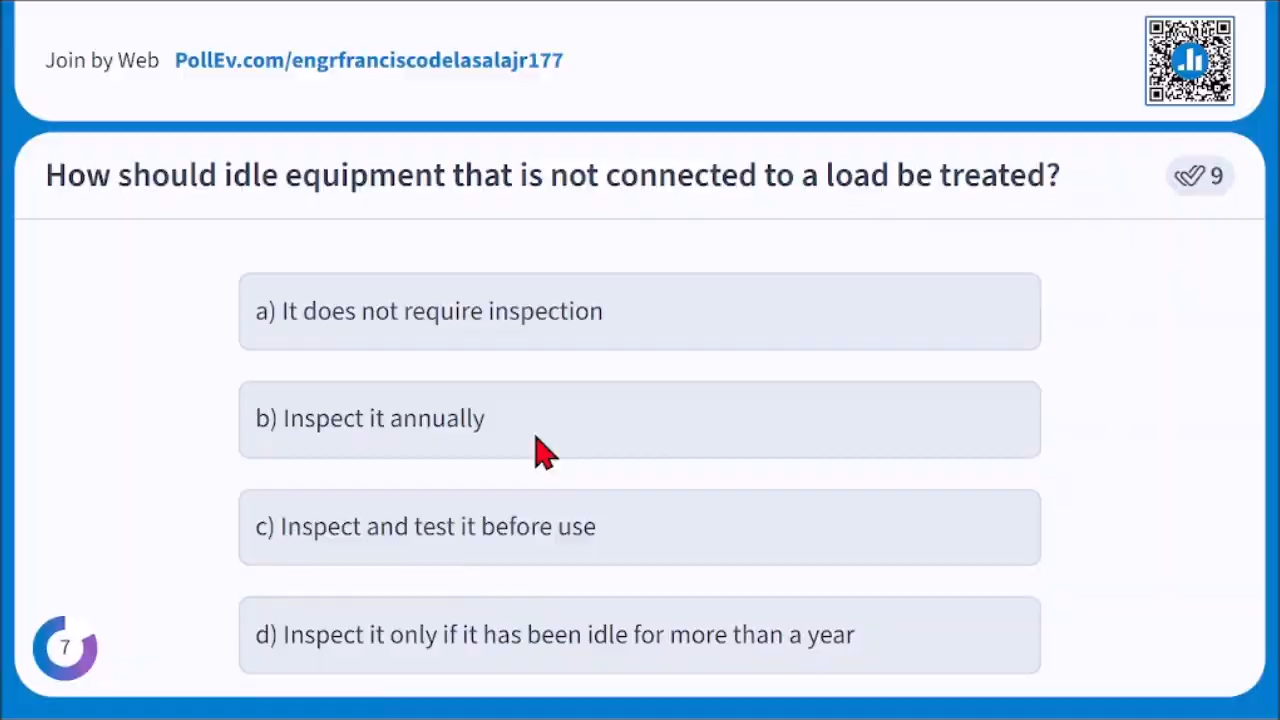 Join by Web PollEv.com/engrfranciscodelasalajr177
How should idle equipment that is not connected to a load be treated?
9
a) It does not require inspection
b) Inspect it annually
c) Inspect and test it before use
d) Inspect it only if it has been idle for more than a year
7